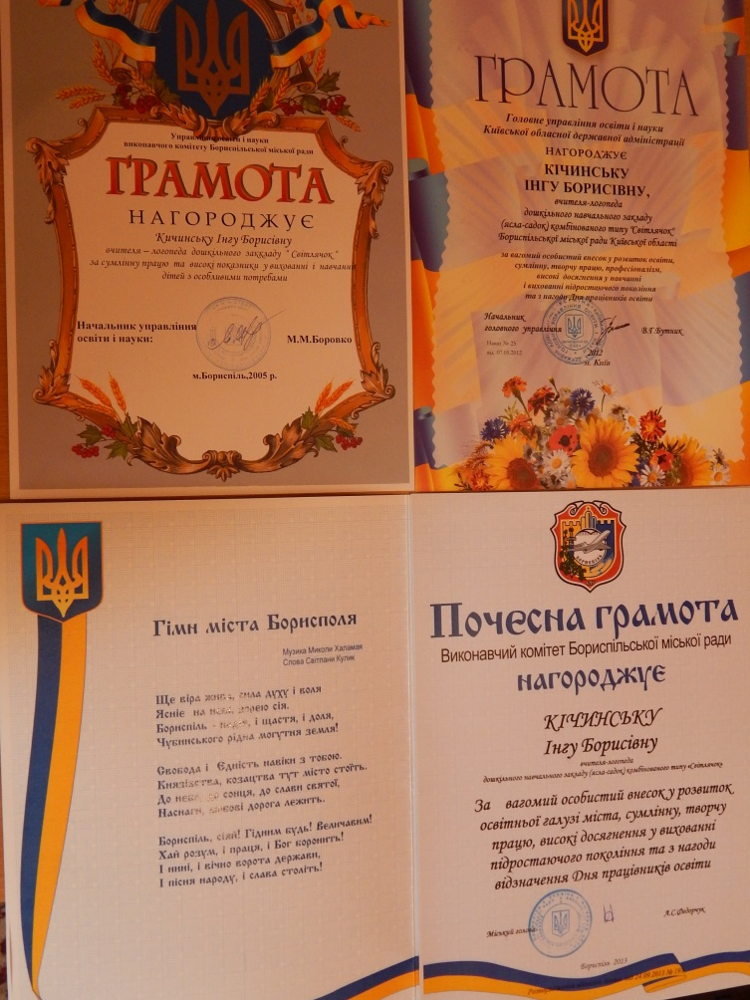 Управління освіти і науки
виконавчого комітету Бориспільської міської ради
ГРАМОТА
НАГОРОДЖУЄ
Кичинську Інгу Борисівну
вчителя – логопеда дошкільного заккладу "Світлячок"
за сумлінну працю та високі показники у вихованні і навчанні
дітей з особливими потребами
Начальник управління
освіти і науки:
М.М.Боровко
м.Бориспіль,2005 р.
ГРАМОТА
Головне управління освіти і науки
Київської обласної державної адміністрації
НАГОРОДЖУЄ
КІЧИНСЬКУ
ІНГУ БОРИСІВНУ,
вчителя-логопеда
дошкільного навчального закладу
(ясла-садок) комбінованого типу "Світлячок"
Бориспільської міської ради Київської області
за вагомий особистий внесок у розвиток освіти,
сумлінну, творчу працю, професіоналізм,
високі досягнення у навчанні
і вихованні підростаючого покоління
та з нагоди Дня працівників освіти
Начальник
головного управління
В.Г.Бутник
Наказ № 25
від 07.05.2012
2012
м. Київ
Гімн міста Борисполя
Музика Миколи Халамая
Слова Світлани Кулик
Ще віра жива, сила духу і воля
Ясніє на небі зорею сія.
Бориспіль - і щастя, і доля,
Чубинського рідна могутня земля!
Свобода і Єдність навіки з тобою.
Князівства, козацтва тут місто стоїть.
До неба, до сонця, до слави святої,
Наснаги, любові дорога лежить.
Бориспіль, сіяй! Гідним будь! Величавим!
Хай розум, і праця, і Бог боронить!
І нині, і вічно ворота держави,
І пісня народу, і слава століть!
Почесна грамота
Виконавчий комітет Бориспільської міської ради
нагороджує
КІЧИНСЬКУ
Інгу Борисівну
вчителя-логопеда
дошкільного навчального закладу (ясла-садок) комбінованого типу «Світлячок»
За вагомий особистий внесок у розвиток
освітньої галузі міста, сумлінну, творчу
працю, високі досягнення у вихованні
підростаючого покоління та з нагоди
відзначення Дня працівників освіти
Міський голова
А.С.Федорчук
Бориспіль 2013